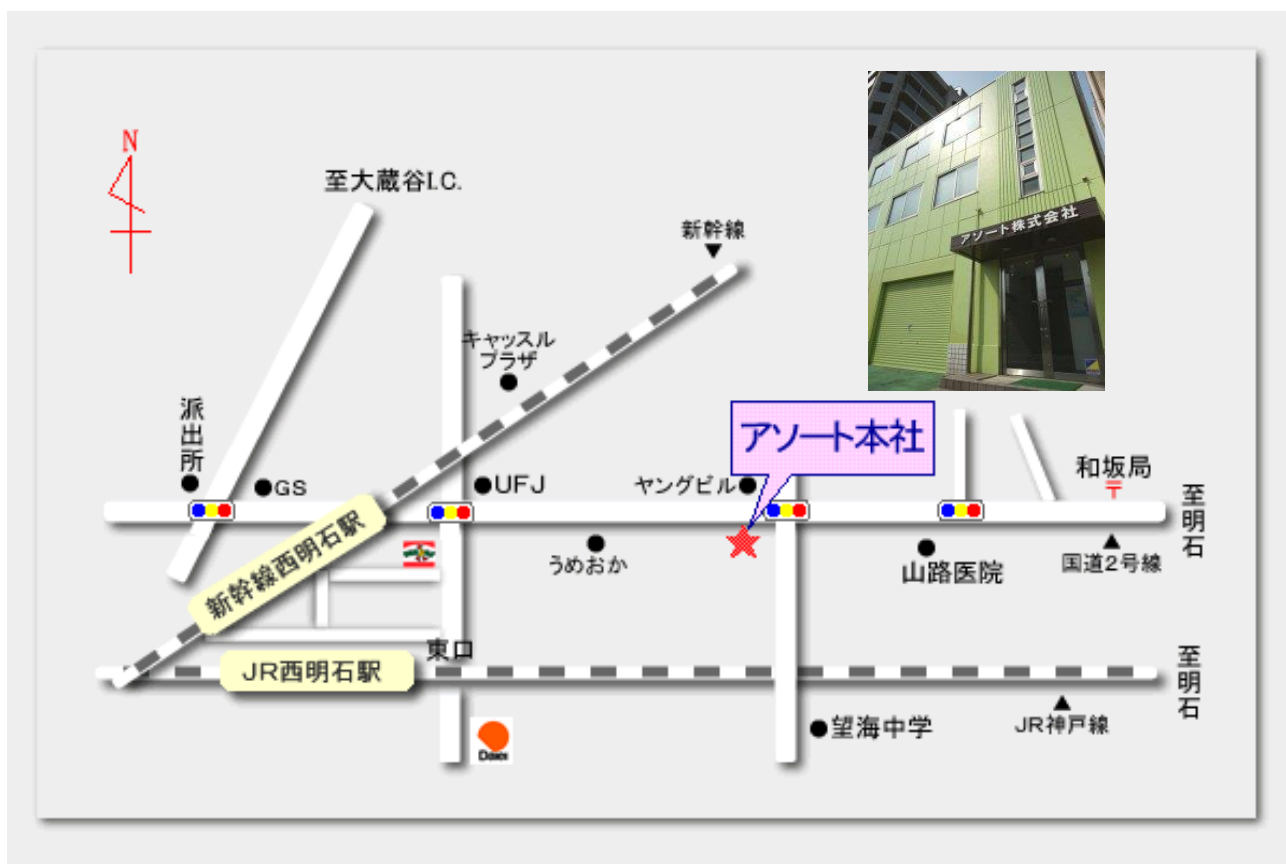 N
至大蔵谷I.C.
新幹線
アソート株式会社
キャッスル
プラザ
派出所
アソート本社
GS
UFJ
ヤングビル
和坂局
〒
至明石
新幹線西明石駅
うめおか
山路医院
国道2号線
東口
JR西明石駅
至明石
望海中学
JR神戸線